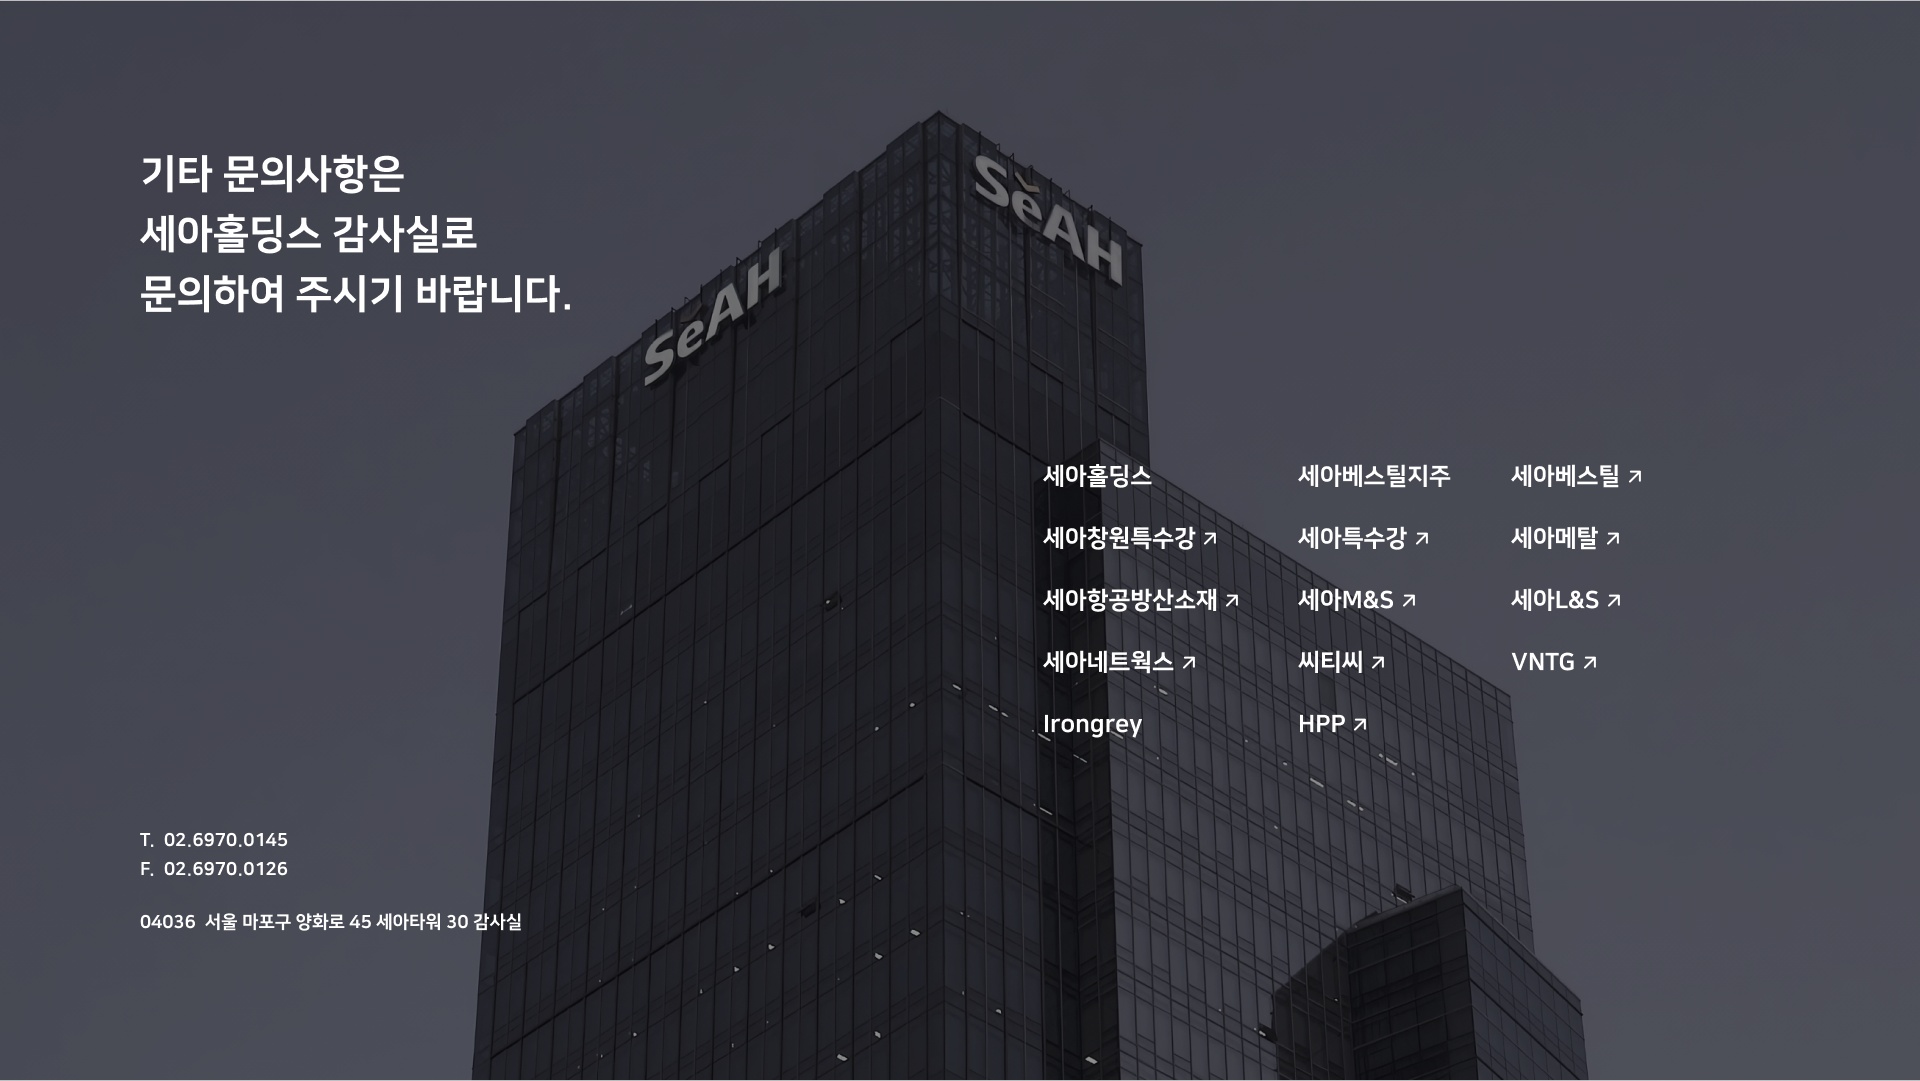 기타 문의사항은
세아홀딩스 감사실로
문의하여 주시기 바랍니다.
SeAH
SeAH
세아홀딩스 세아베스틸지주 세아베스틸
세아창원특수강 세아특수강 세아메탈
세아항공방산소재 세아M&S 세아L&S
세아네트웍스 씨티씨 VNTG
Irongrey HPP
T. 02.6970.0145
F. 02.6970.0126
04036 서울 마포구 양화로 45 세아타워 30 감사실